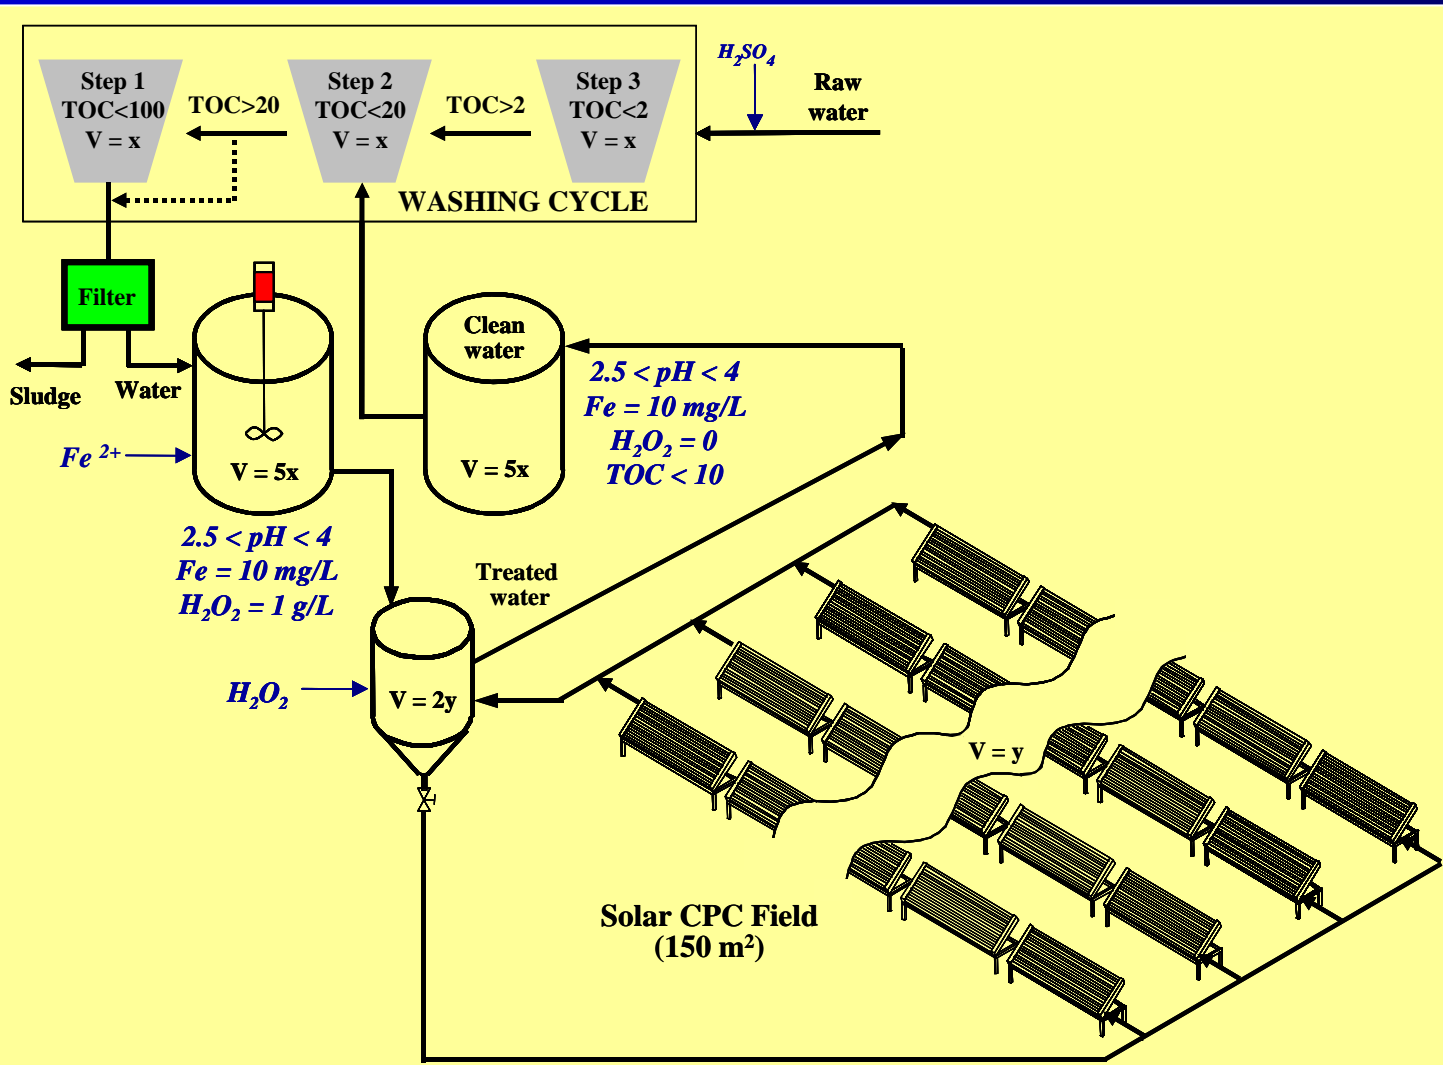 Step 1
TOC<100
V = x
TOC>20
Step 2
TOC<20
V = x
TOC>2
Step 3
TOC<2
V = x
H₂SO₄
Raw
water
WASHING CYCLE
Filter
Sludge
Water
Fe ²⁺
V = 5x
2.5 < pH < 4
Fe = 10 mg/L
H₂O₂ = 1 g/L
Clean
water
V = 5x
2.5 < pH < 4
Fe = 10 mg/L
H₂O₂ = 0
TOC < 10
Treated
water
H₂O₂
V = 2y
V = y
Solar CPC Field
(150 m²)